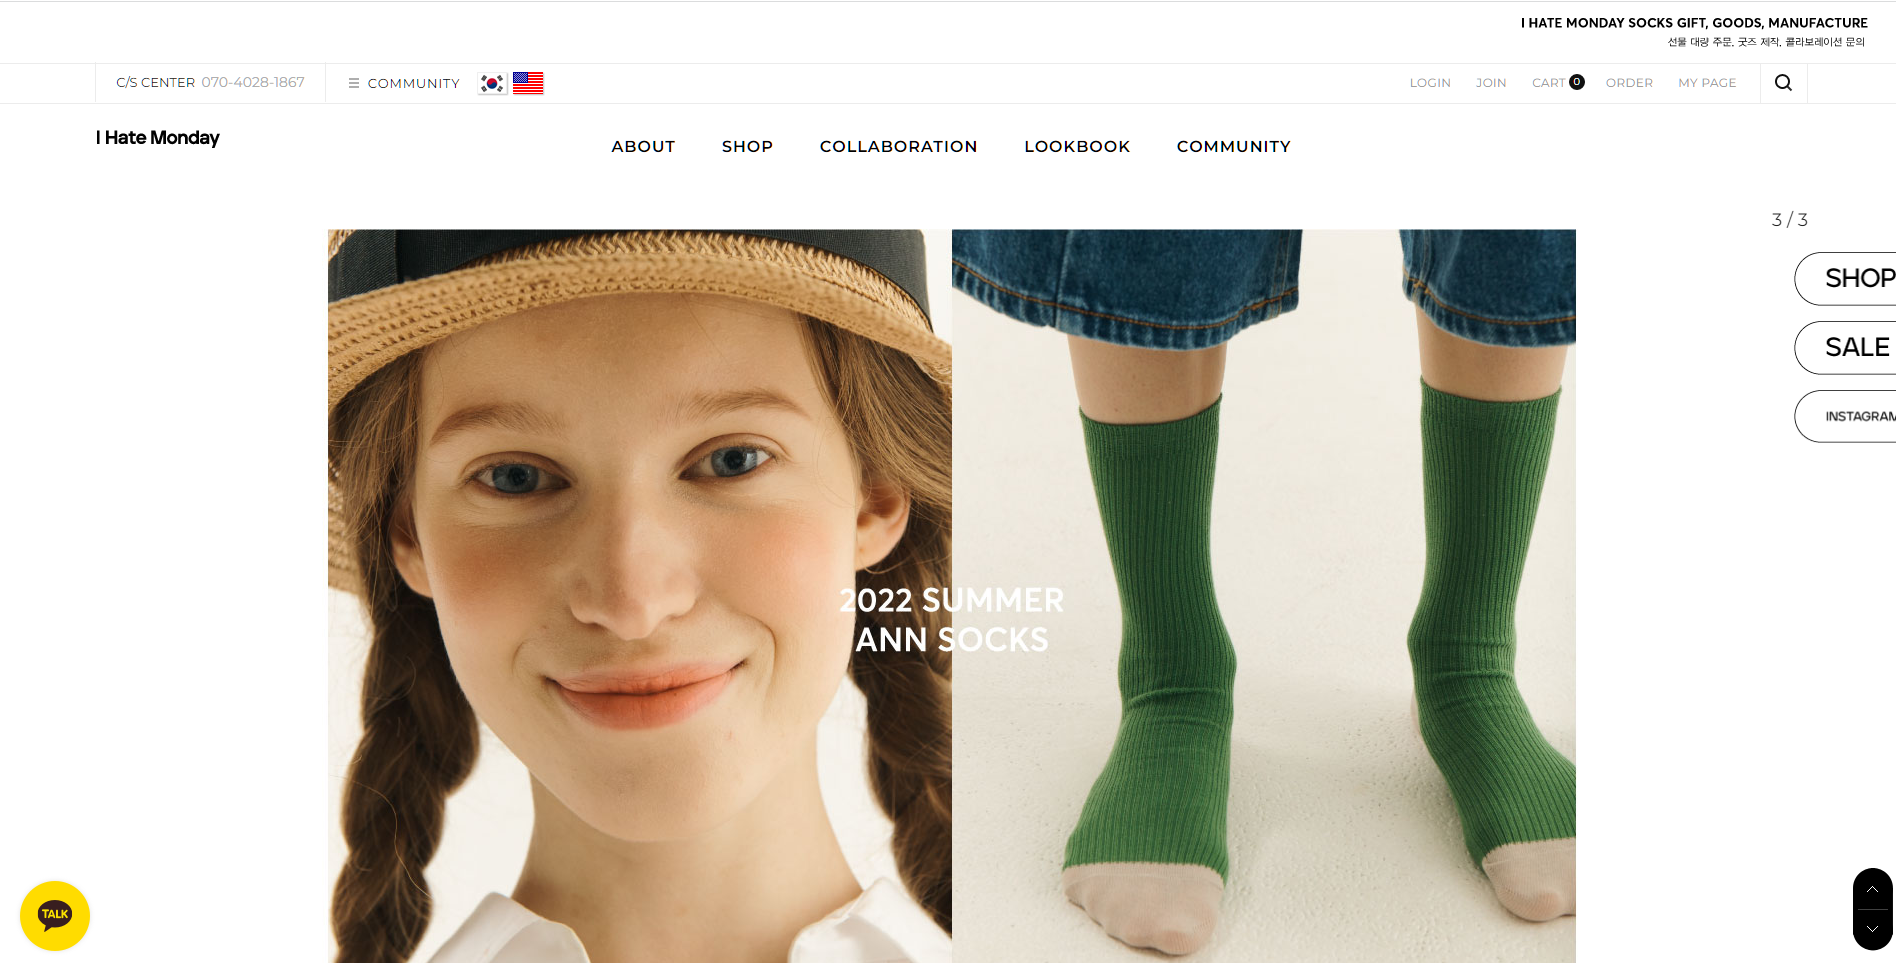 I HATE MONDAY SOCKS GIFT, GOODS, MANUFACTURE
선물 대량 주문, 굿즈 제작, 콜라보레이션 문의
C/S CENTER 070-4028-1867
COMMUNITY
LOGIN
JOIN
CART 0
ORDER
MY PAGE
I Hate Monday
ABOUT
SHOP
COLLABORATION
LOOKBOOK
COMMUNITY
3 / 3
SHOP
SALE
INSTAGRAM
2022 SUMMER
ANN SOCKS
TALK